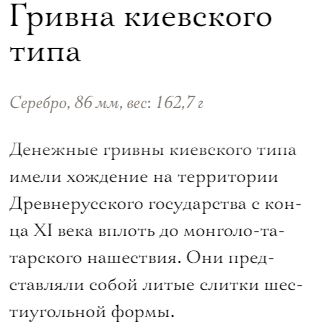 Гривна киевского
типа
Серебро, 86 мм, вес: 162,7 г
Денежные гривны киевского типа
имели хождение на территории
Древнерусского государства с кон-
ца XI века вплоть до монголо-та-
тарского нашествия. Они пред-
ставляли собой литые слитки шес-
тиугольной формы.